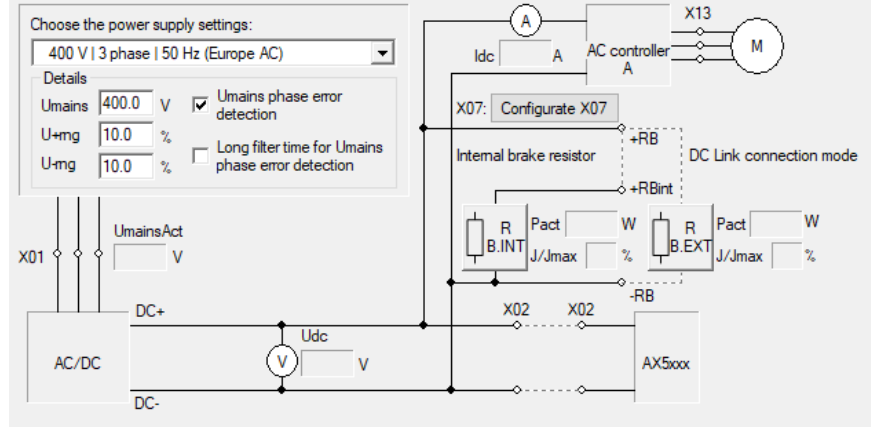 Choose the power supply settings:
400 V | 3 phase | 50 Hz (Europe AC)
Details
Umains 400.0 V
Umains phase error
detection
U+rng 10.0 %
U-rng 10.0 %
Long filter time for Umains
phase error detection
A
Idc A
AC controller
A
X13
M
X07: Configurate X07
+RB
Internal brake resistor
DC Link connection mode
+RBint
R
B.INT
Pact W
J/Jmax %
R
B.EXT
Pact W
J/Jmax %
-RB
UmainsAct
X01
V
X02 X02
DC+
AC/DC
Udc
V
V
AX5xxx
DC-